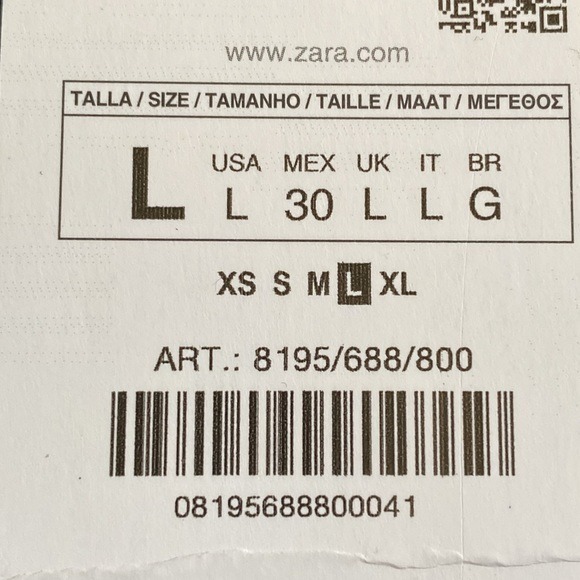 www.zara.com
TALLA / SIZE / TAMANHO / TAILLE / MAAT / ΜΕΓΕΘΟΣ
L
USA MEX UK IT BR
L 30 L L G
XS S M L XL
ART.: 8195/688/800
08195688800041